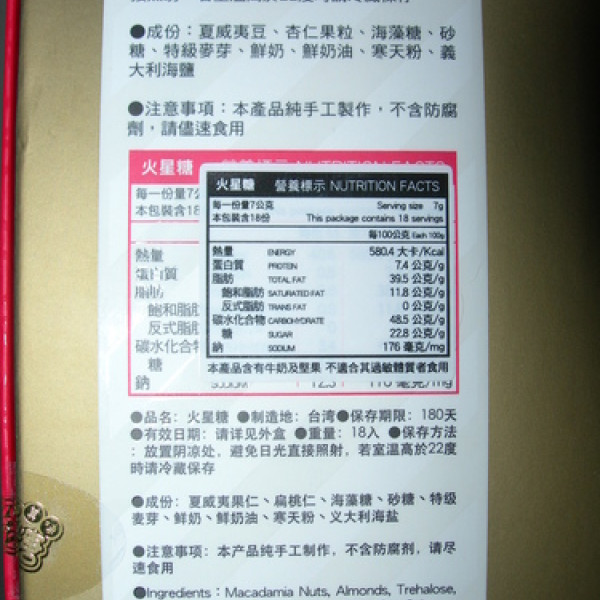 ●成份：夏威夷豆、杏仁果粒、海藻糖、砂
糖、特級麥芽、鮮奶、鮮奶油、寒天粉、義
大利海鹽
●注意事項：本產品純手工製作，不含防腐
劑，請儘速食用
火星糖
每一份量7公
本包裝含18
熱量
蛋白質
脂肪
飽和脂肪
反式脂肪
碳水化合
糖
鈉
火星糖 營養標示 NUTRITION FACTS
每一份量7公克 Serving size 7g
本包裝含18份 This package contains 18 servings
每100公克 Each 100g
熱量 ENERGY 580.4 大卡/Kcal
蛋白質 PROTEIN 7.4 公克/g
脂肪 TOTAL FAT 39.5 公克/g
飽和脂肪 SATURATED FAT 11.8 公克/g
反式脂肪 TRANS FAT 0 公克/g
碳水化合物 CARBOHYDRATE 48.5 公克/g
糖 SUGAR 22.8 公克/g
鈉 SODIUM 176 毫克/mg
本產品含有牛奶及堅果 不適合其過敏體質者食用
●品名：火星糖 ●制造地：台湾●保存期限：180天
●有效日期：请详见外盒 ●重量：18入 ●保存方法
：放置阴凉处，避免日光直接照射，若室温高於22度
时请冷藏保存
●成份：夏威夷果仁、扁桃仁、海藻糖、砂糖、特级
麦芽、鲜奶、鲜奶油、寒天粉、义大利海盐
●注意事项：本产品纯手工制作，不含防腐剂，请尽
速食用
●Ingredients：Macadamia Nuts, Almonds, Trehalose,